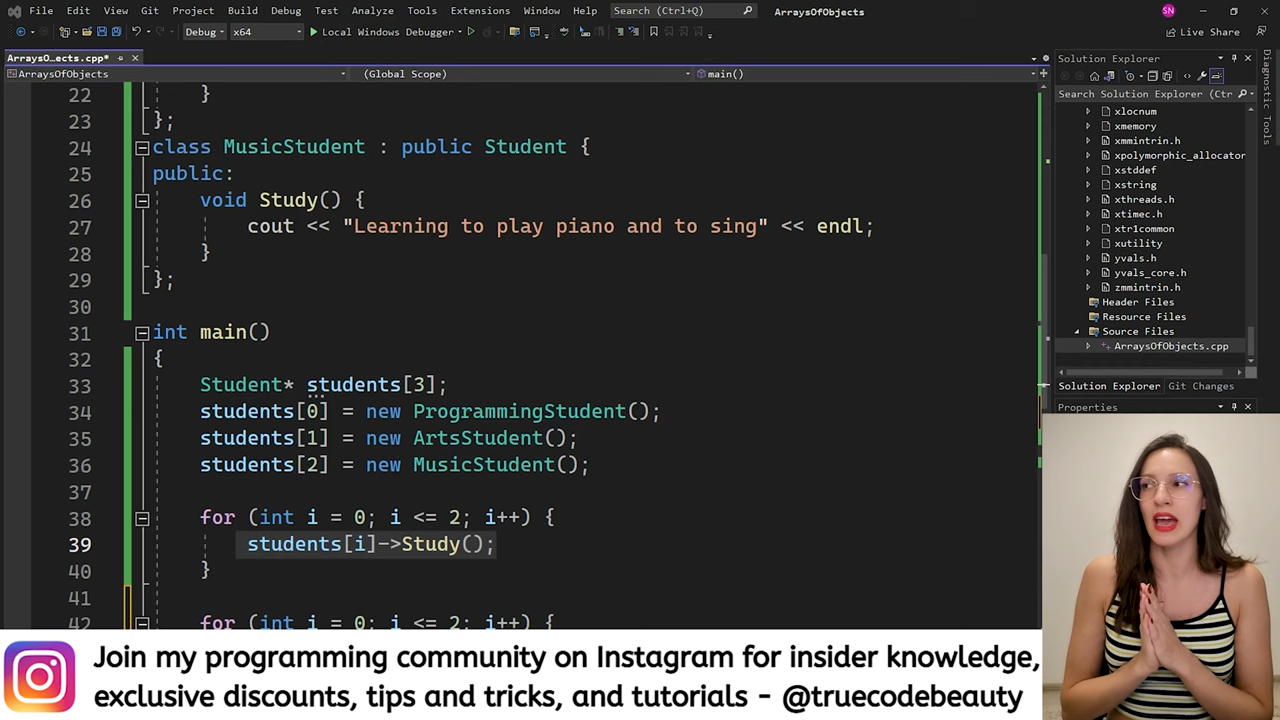 File Edit View Git Project Build Debug Test Analyze Tools Extensions Window Help Search (Ctrl+Q) ArraysOfObjects SN
Debug x64 Local Windows Debugger Live Share
ArraysO...ects.cpp* Solution Explorer
ArraysOfObjects (Global Scope) main()
Search Solution Explorer (Ctr
xlocnum
xmemory
xmmintrin.h
xpolymorphic_allocator
xstddef
xstring
xthreads.h
xtimec.h
xtr1common
xutility
yvals.h
yvals_core.h
zmmintrin.h
Header Files
Resource Files
Source Files
ArraysOfObjects.cpp
Solution Explorer Git Changes
Properties
Diagnostic Tools
22 }
23 };
24 class MusicStudent : public Student {
25 public:
26 void Study() {
27 cout << "Learning to play piano and to sing" << endl;
28 }
29 };
30
31 int main()
32 {
33 Student* students[3];
34 students[0] = new ProgrammingStudent();
35 students[1] = new ArtsStudent();
36 students[2] = new MusicStudent();
37
38 for (int i = 0; i <= 2; i++) {
39 students[i]->Study();
40 }
41
42 for (int i = 0; i <= 2; i++) {
Join my programming community on Instagram for insider knowledge,
exclusive discounts, tips and tricks, and tutorials - @truecodebeauty